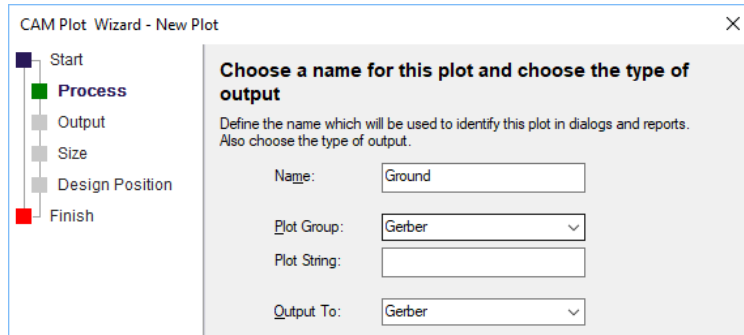 CAM Plot Wizard - New Plot
Start
Process
Output
Size
Design Position
Finish
Choose a name for this plot and choose the type of
output
Define the name which will be used to identify this plot in dialogs and reports.
Also choose the type of output.
Name: Ground
Plot Group: Gerber
Plot String:
Output To: Gerber